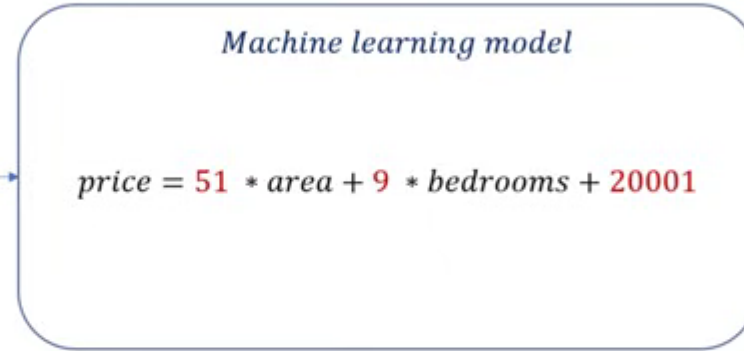 Machine learning model
price = 51 * area + 9 * bedrooms + 20001